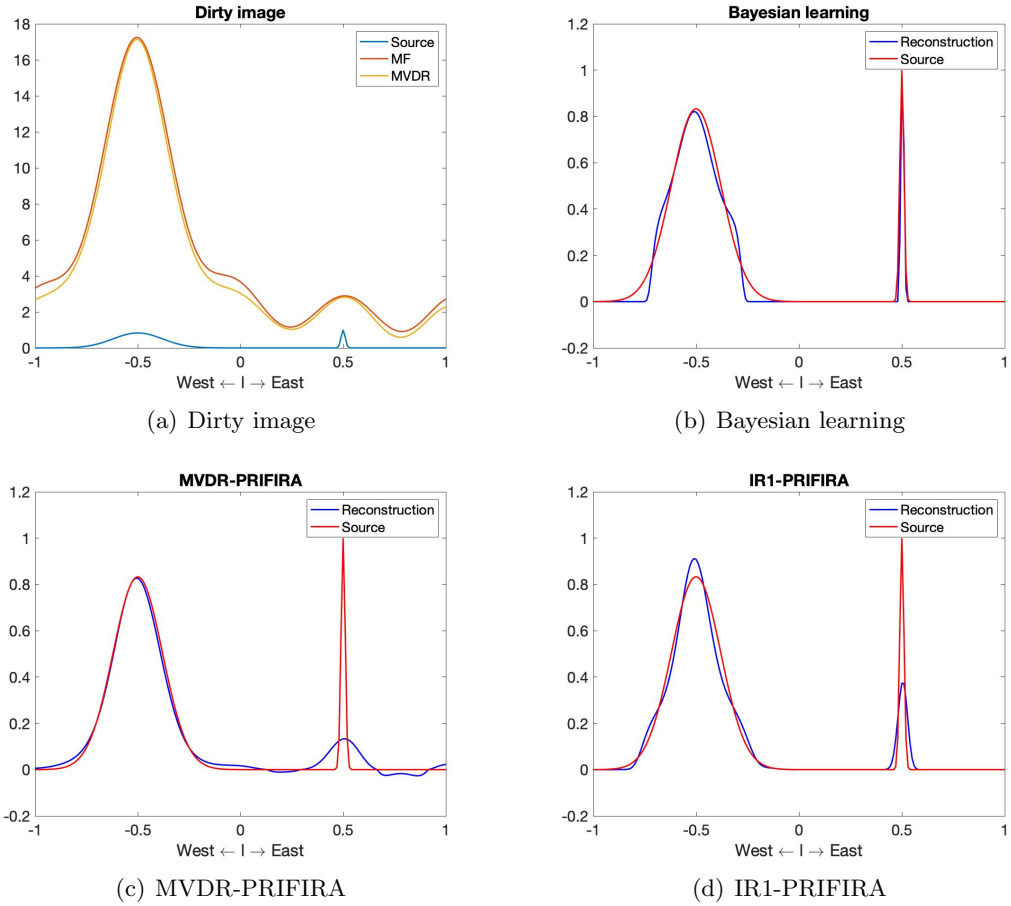 Dirty image
18
16
14
12
10
8
6
4
2
0
-1 -0.5 0 0.5 1
West ← l → East
Source
MF
MVDR
(a) Dirty image
Bayesian learning
1.2
1
0.8
0.6
0.4
0.2
0
-0.2
-1 -0.5 0 0.5 1
West ← l → East
Reconstruction
Source
(b) Bayesian learning
MVDR-PRIFIRA
1.2
1
0.8
0.6
0.4
0.2
0
-0.2
-1 -0.5 0 0.5 1
West ← l → East
Reconstruction
Source
(c) MVDR-PRIFIRA
IR1-PRIFIRA
1.2
1
0.8
0.6
0.4
0.2
0
-0.2
-1 -0.5 0 0.5 1
West ← l → East
Reconstruction
Source
(d) IR1-PRIFIRA